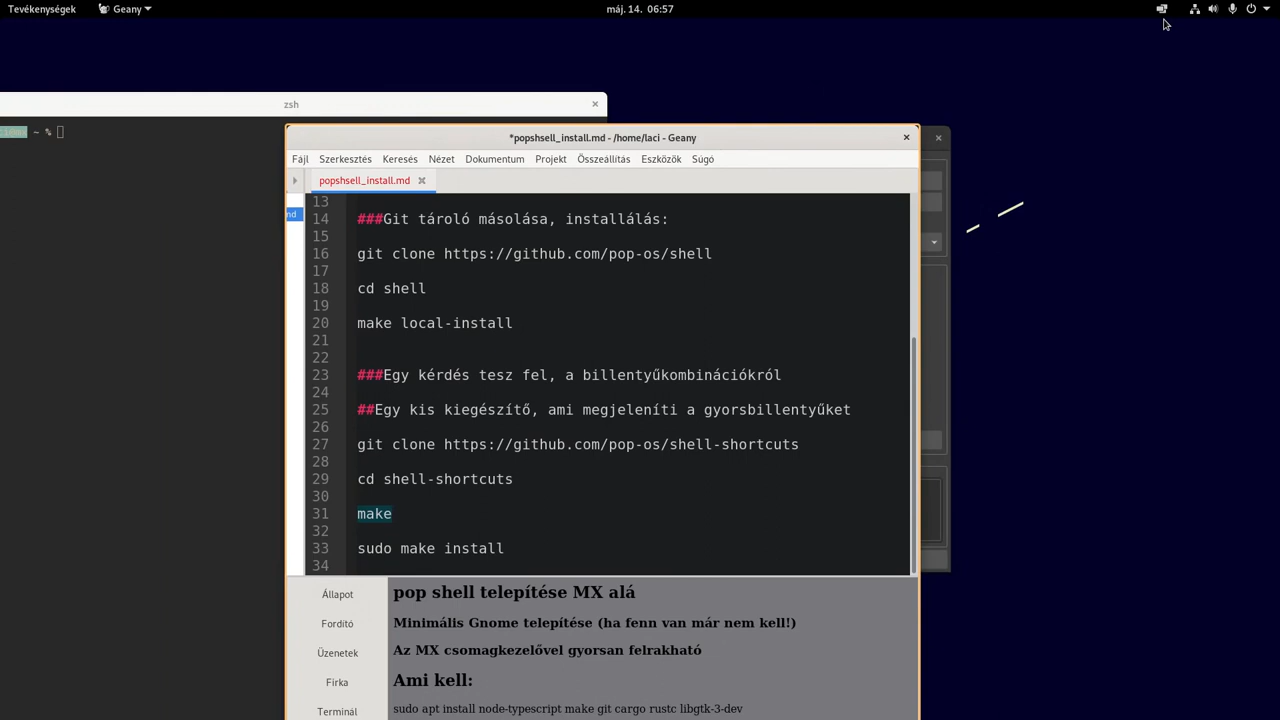 Tevékenységek
Geany
máj. 14. 06:57
zsh
~ %
*popshsell_install.md - /home/laci - Geany
Fájl Szerkesztés Keresés Nézet Dokumentum Projekt Összeállítás Eszközök Súgó
popshsell_install.md
13
14 ###Git tároló másolása, installálás:
15
16 git clone https://github.com/pop-os/shell
17
18 cd shell
19
20 make local-install
21
22
23 ###Egy kérdés tesz fel, a billentyűkombinációkról
24
25 ##Egy kis kiegészítő, ami megjeleníti a gyorsbillentyűket
26
27 git clone https://github.com/pop-os/shell-shortcuts
28
29 cd shell-shortcuts
30
31 make
32
33 sudo make install
34
Állapot
Fordító
Üzenetek
Firka
Terminál
pop shell telepítése MX alá
Minimális Gnome telepítése (ha fenn van már nem kell!)
Az MX csomagkezelővel gyorsan felrakható
Ami kell:
sudo apt install node-typescript make git cargo rustc libgtk-3-dev